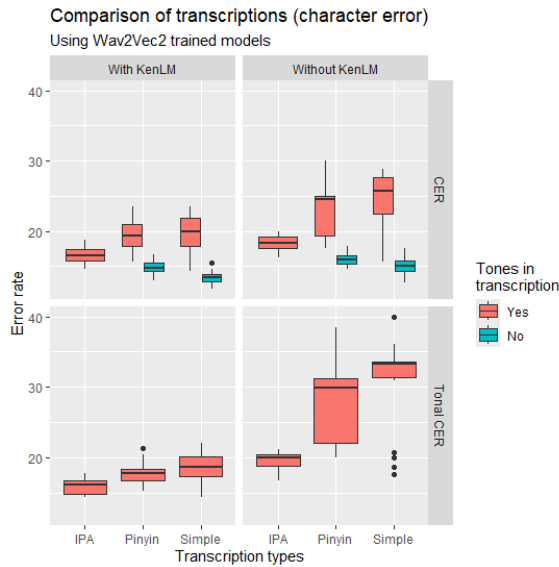 Comparison of transcriptions (character error)
Using Wav2Vec2 trained models
With KenLM
Without KenLM
40
30
20
CER
Error rate
Tones in
transcription
Yes
No
40
30
20
Tonal CER
IPA
Pinyin
Simple
IPA
Pinyin
Simple
Transcription types